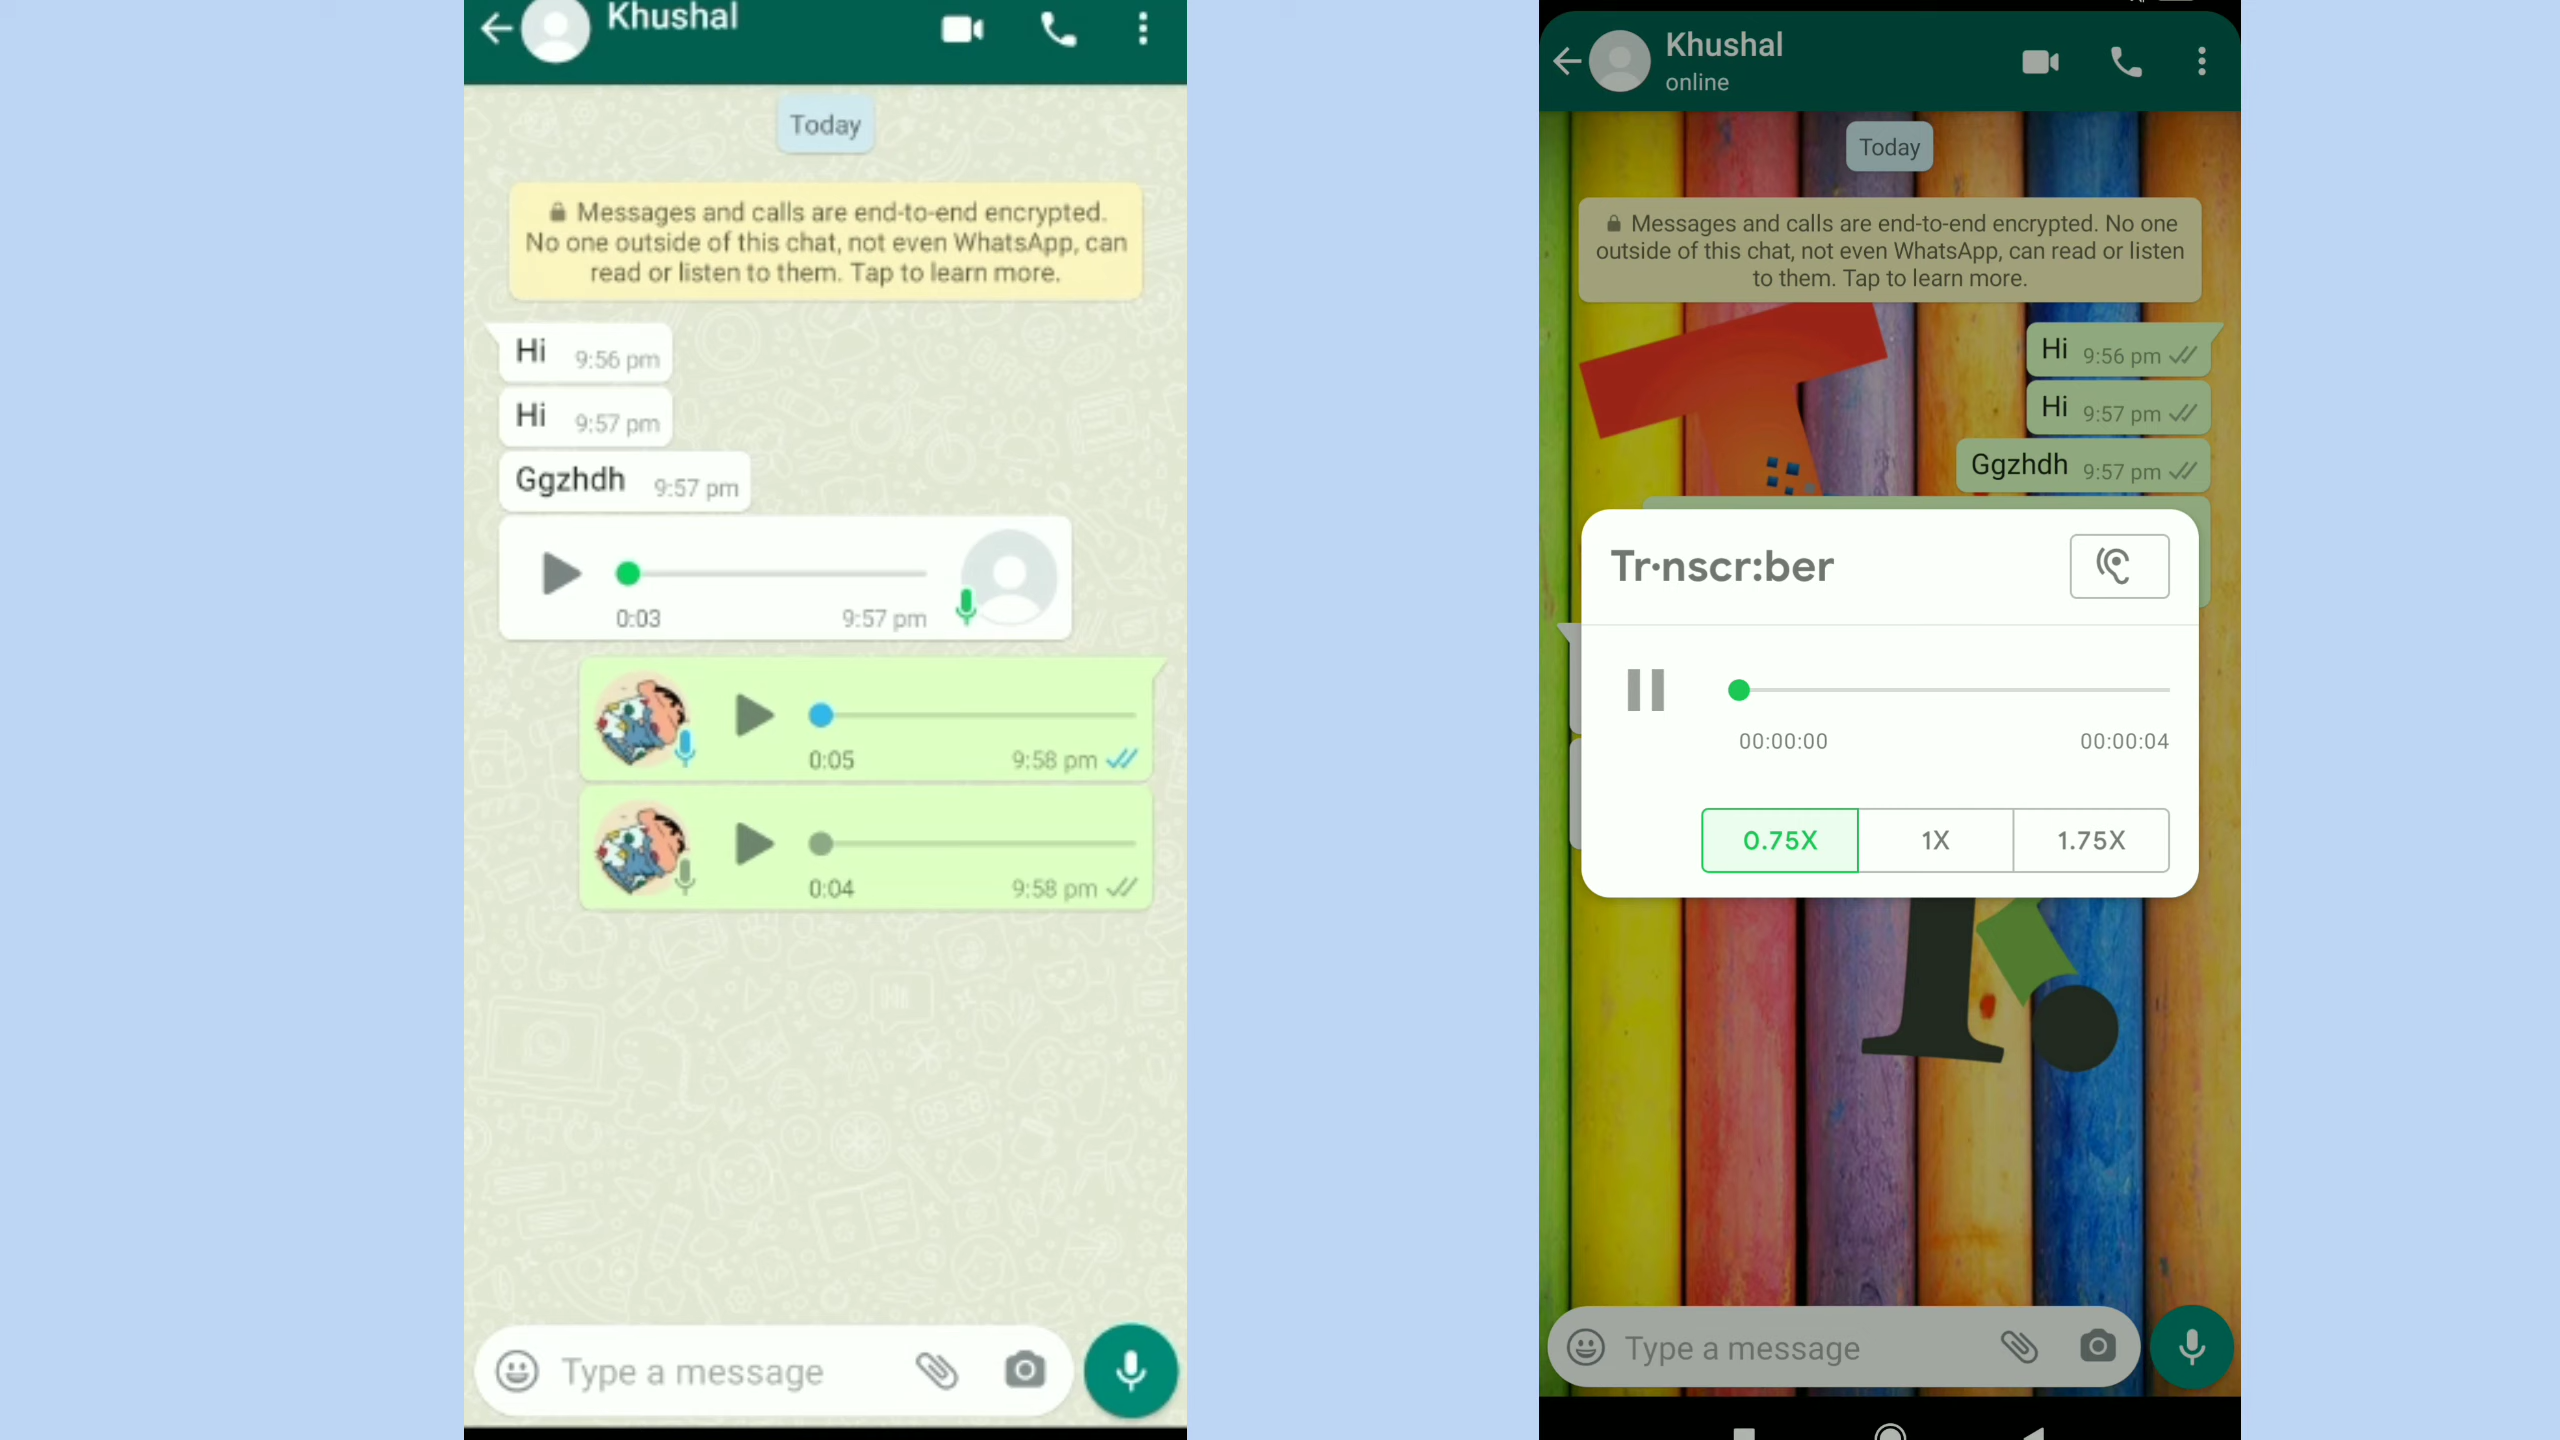 Khushal
Today
Messages and calls are end-to-end encrypted.
No one outside of this chat, not even WhatsApp, can
read or listen to them. Tap to learn more.
Hi 9:56 pm
Hi 9:57 pm
Ggzhdh 9:57 pm
0:03 9:57 pm
0:05 9:58 pm
0:04 9:58 pm
Type a message
Khushal
online
Today
Messages and calls are end-to-end encrypted. No one
outside of this chat, not even WhatsApp, can read or listen
to them. Tap to learn more.
Hi 9:56 pm
Hi 9:57 pm
Ggzhdh 9:57 pm
Tr·nscr:ber
00:00:00 00:00:04
0.75X 1X 1.75X
Type a message